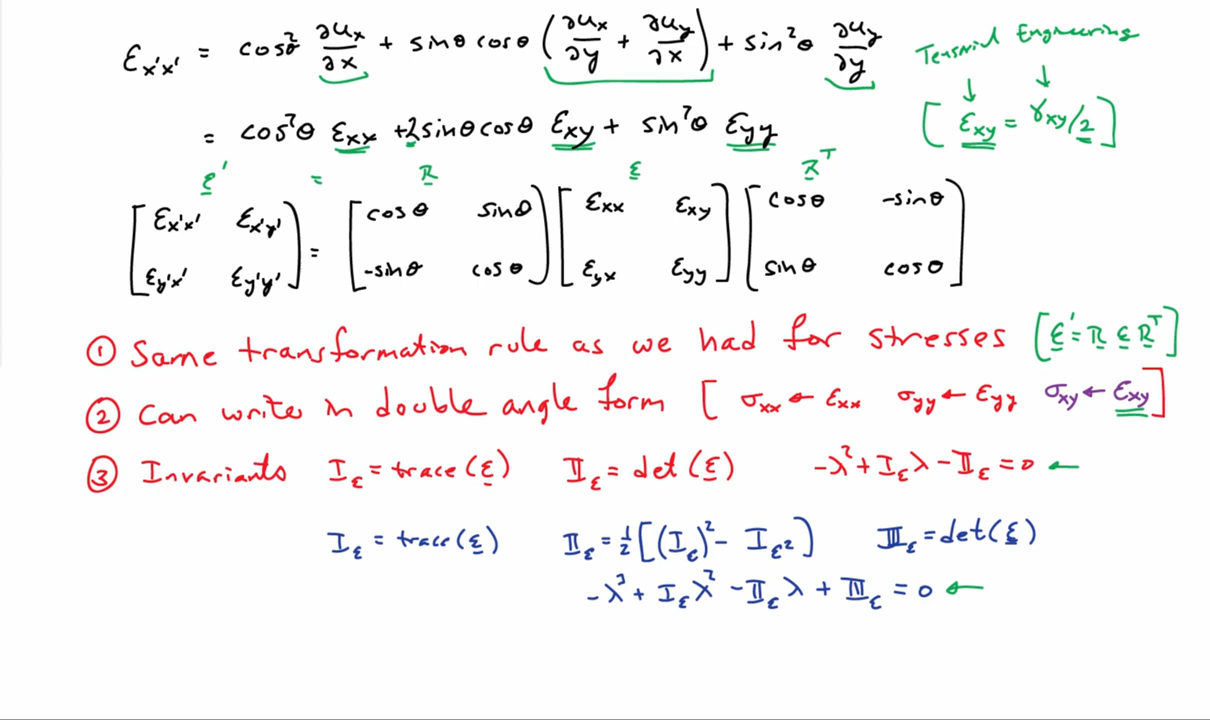 ε_x'x' = cos²θ ∂u_x/∂x + sinθ cosθ (∂u_x/∂y + ∂u_y/∂x) + sin²θ ∂u_y/∂y
Tensorial Engineering
= cos²θ ε_xx + 2 sinθ cosθ ε_xy + sin²θ ε_yy
[ ε_xy = γ_xy/2 ]
ε' = R ε R^T
[ ε_x'x' ε_x'y' ] = [ cosθ sinθ ] [ ε_xx ε_xy ] [ cosθ -sinθ ]
[ ε_y'x' ε_y'y' ] [ -sinθ cosθ ] [ ε_yx ε_yy ] [ sinθ cosθ ]
① Same transformation rule as we had for stresses [ ε' = R ε R^T ]
② Can write in double angle form [ σ_xx ← ε_xx σ_yy ← ε_yy σ_xy ← ε_xy ]
③ Invariants I_ε = trace(ε) II_ε = det(ε) -λ² + I_ε λ - II_ε = 0 ←
I_ε = trace(ε) II_ε = ½[(I_ε)² - I_ε²] III_ε = det(ε)
-λ³ + I_ε λ² - II_ε λ + III_ε = 0 ←